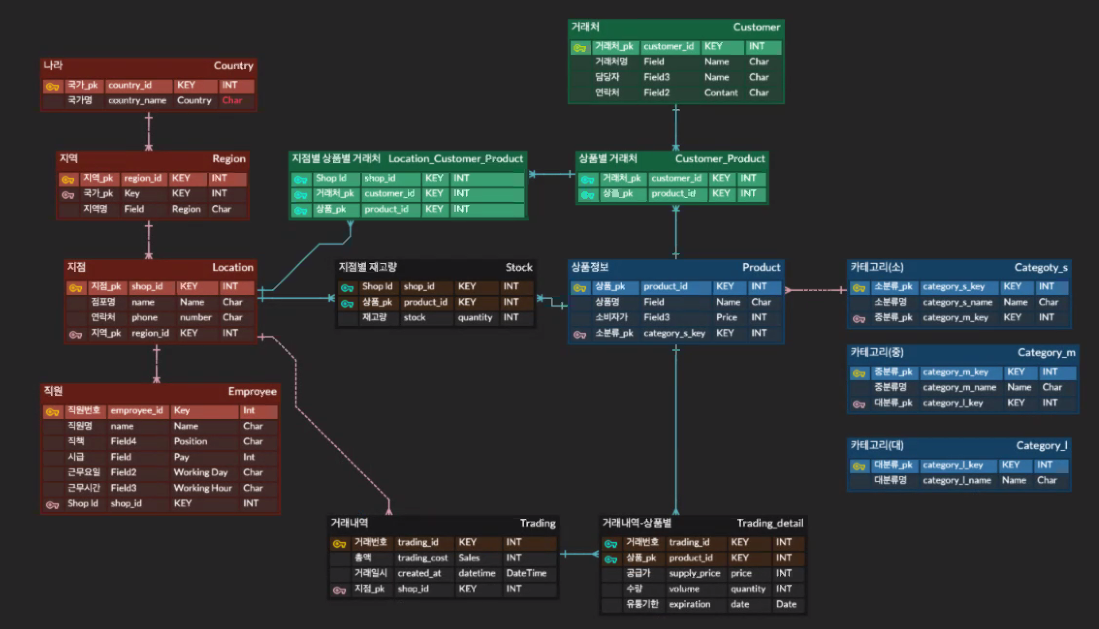 나라 Country
국가_pk country_id KEY INT
국가명 country_name Country Char
지역 Region
지역_pk region_id KEY INT
국가_pk Key KEY INT
지역명 Field Region Char
지점 Location
지점_pk shop_id KEY INT
점포명 name Name Char
연락처 phone number Char
지역_pk region_id KEY INT
직원 Employee
직원번호 employee_id Key Int
직원명 name Name Char
직책 Field4 Position Char
시급 Field Pay Int
근무요일 Field2 Working Day Char
근무시간 Field3 Working Hour Char
Shop Id shop_id KEY INT
거래처 Customer
거래처_pk customer_id KEY INT
거래처명 Field Name Char
담당자 Field3 Name Char
연락처 Field2 Contant Char
지점별 상품별 거래처 Location_Customer_Product
Shop Id shop_id KEY INT
거래처_pk customer_id KEY INT
상품_pk product_id KEY INT
상품별 거래처 Customer_Product
거래처_pk customer_id KEY INT
상품_pk product_id KEY INT
지점별 재고량 Stock
Shop Id shop_id KEY INT
상품_pk product_id KEY INT
재고량 stock quantity INT
상품정보 Product
상품_pk product_id KEY INT
상품명 Field Name Char
소비자가 Field3 Price INT
소분류_pk category_s_key KEY INT
카테고리(소) Categoty_s
소분류_pk category_s_key KEY INT
소분류명 category_s_name Name Char
중분류_pk category_m_key KEY INT
카테고리(중) Category_m
중분류_pk category_m_key KEY INT
중분류명 category_m_name Name Char
대분류_pk category_l_key KEY INT
카테고리(대) Category_l
대분류_pk category_l_key KEY INT
대분류명 category_l_name Name Char
거래내역 Trading
거래번호 trading_id KEY INT
총액 trading_cost Sales INT
거래일시 created_at datetime DateTime
지점_pk shop_id KEY INT
거래내역-상품별 Trading_detail
거래번호 trading_id KEY INT
상품_pk product_id KEY INT
공급가 supply_price price INT
수량 volume quantity INT
유통기한 expiration date Date